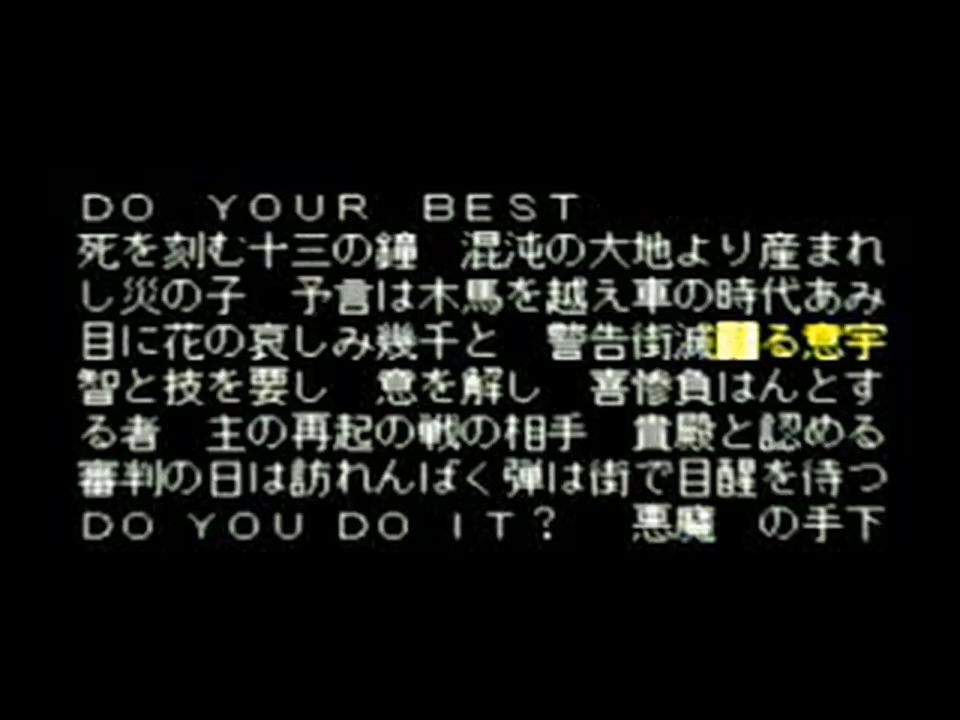 DO YOUR BEST
死を刻む十三の鐘 混沌の大地より産まれ
し災の子 予言は木馬を越え車の時代あみ
目に花の哀しみ幾千と 警告街滅る恵宇
智と技を要し 意を解し 喜惨負はんとす
る者 主の再起の戦の相手 貴殿と認める
審判の日は訪れんばく弾は街で目醒を待つ
DO YOU DO IT? 悪魔 の手下